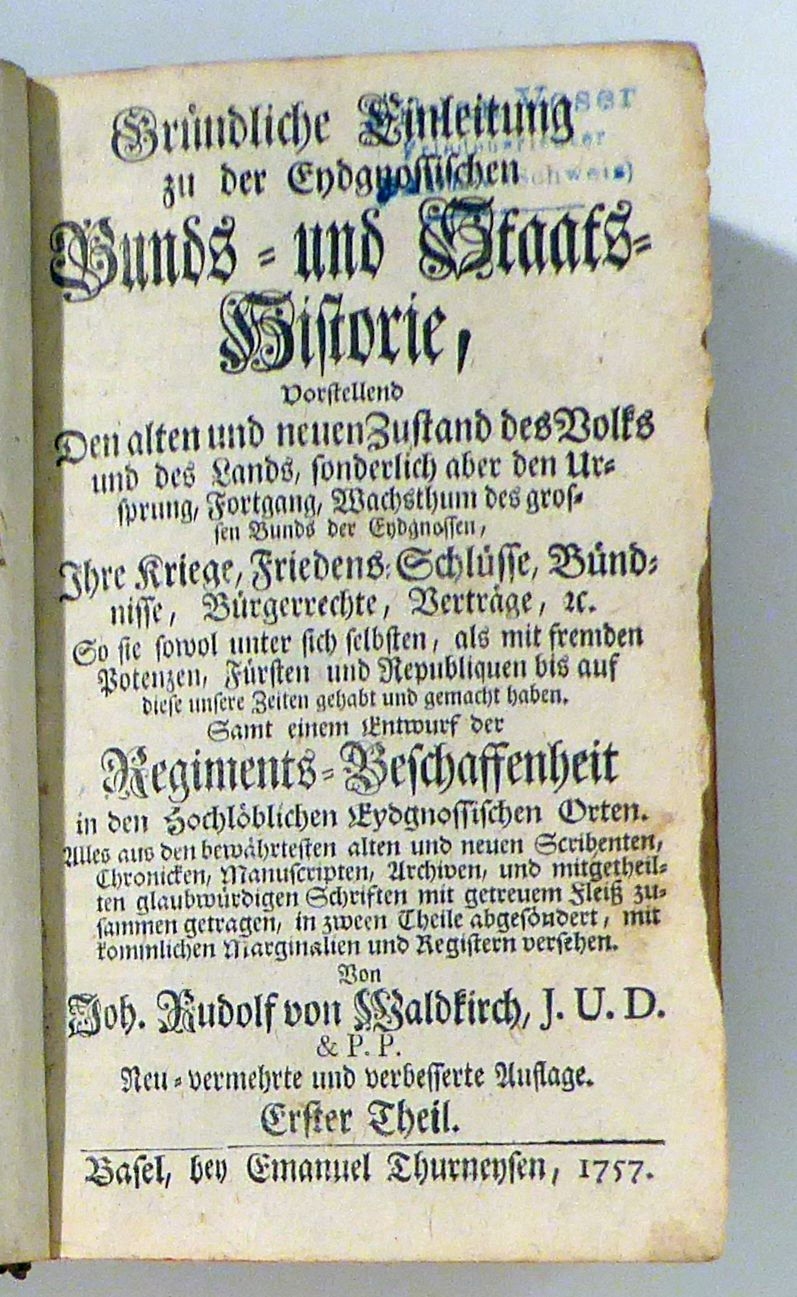 Gründliche Einleitung
zu der Eydgnossischen
Bunds- und Staats-
Historie,
Vorstellend
Den alten und neuen Zustand des Volks
und des Lands, sonderlich aber den Ur-
sprung, Fortgang, Wachsthum des gros-
sen Bunds der Eydgnossen,
Ihre Kriege, Friedens-Schlüsse, Bünd-
nisse, Bürgerrechte, Verträge, ꝛc.
So sie sowol unter sich selbsten, als mit fremden
Potenzen, Fürsten und Republiquen bis auf
diese unsere Zeiten gehabt und gemacht haben.
Samt einem Entwurf der
Regiments-Beschaffenheit
in den Hochlöblichen Eydgnossischen Orten.
Alles aus den bewährtesten alten und neuen Scribenten,
Chronicken, Manuscripten, Archiven, und mitgetheil-
ten glaubwürdigen Schriften mit getreuem Fleiß zu-
sammen getragen, in zween Theile abgesöndert, mit
kommlichen Marginalien und Registern versehen.
Von
Joh. Rudolf von Waldkirch, J. U. D.
& P. P.
Neu-vermehrte und verbesserte Auflage.
Erster Theil.
Basel, bey Emanuel Thurneysen, 1757.